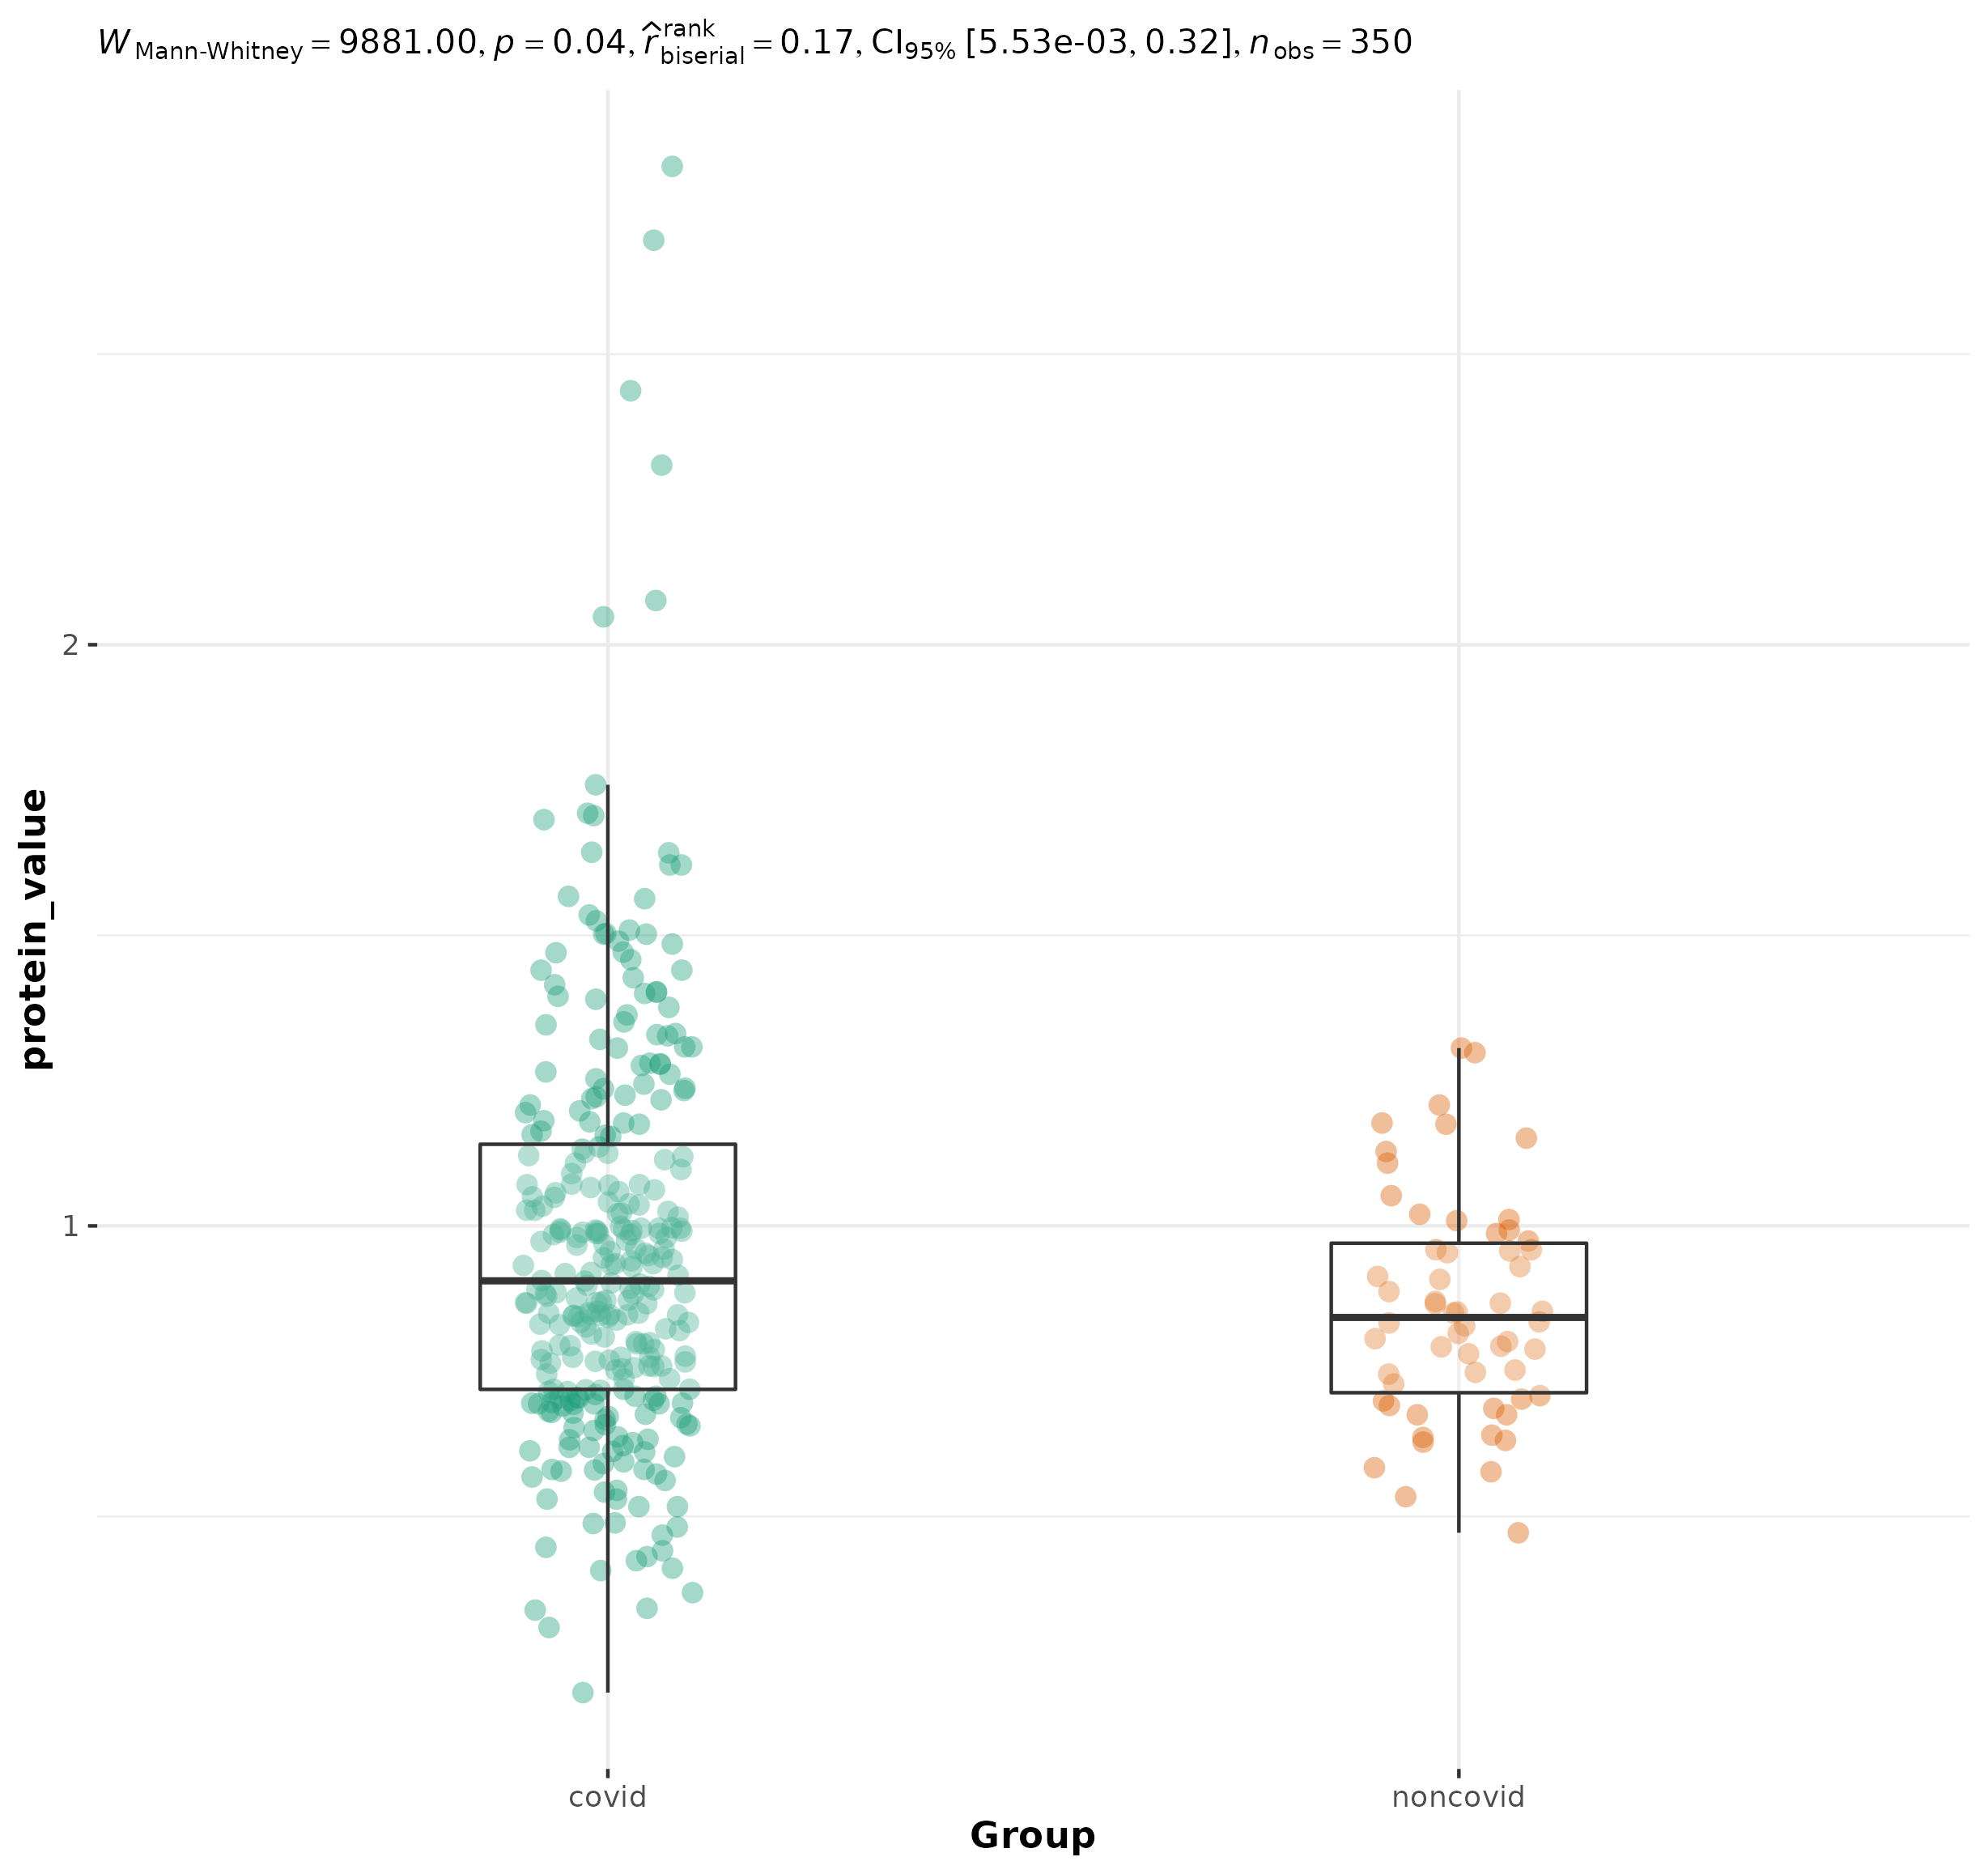 W Mann-Whitney = 9881.00, p = 0.04, r̂ rank biserial = 0.17, CI95% [5.53e-03, 0.32], n obs = 350
protein_value
2
1
covid noncovid
Group